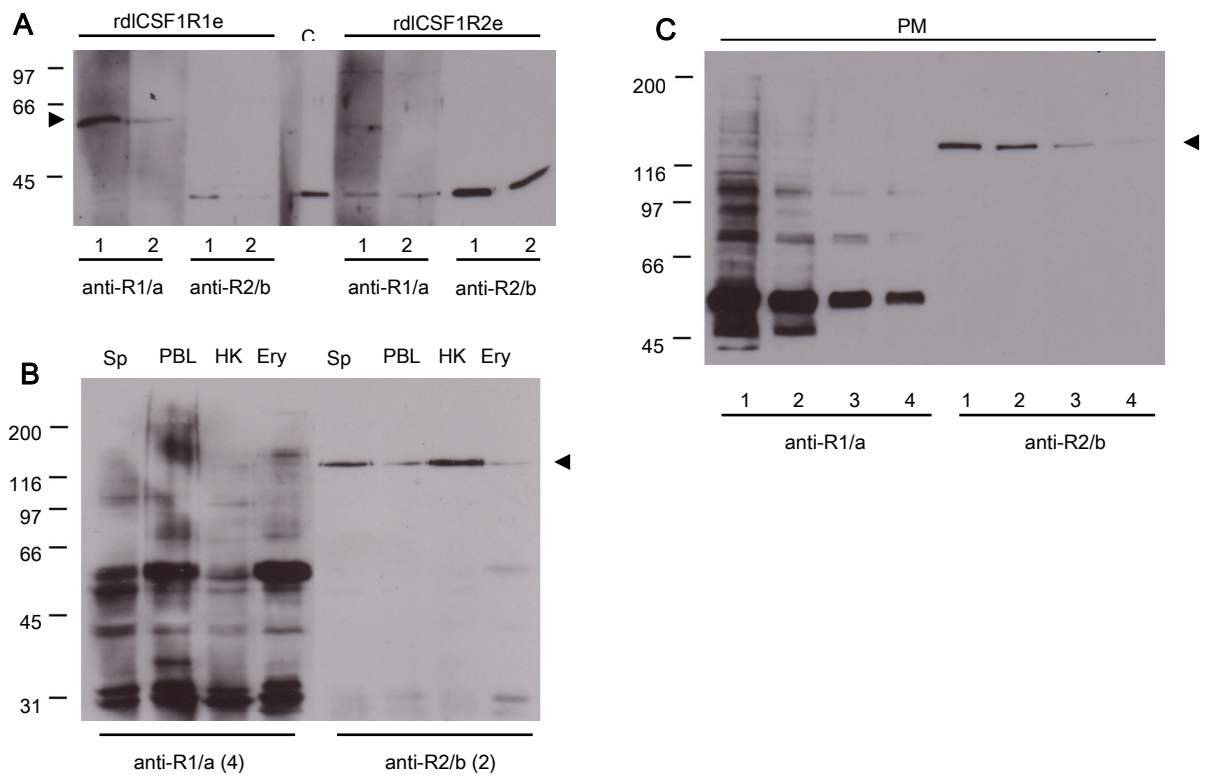 A
rdlCSF1R1e
C
rdlCSF1R2e
97
66
45
1 2 1 2 1 2 1 2
anti-R1/a anti-R2/b anti-R1/a anti-R2/b
B
Sp PBL HK Ery Sp PBL HK Ery
200
116
97
66
45
31
anti-R1/a (4) anti-R2/b (2)
C
PM
200
116
97
66
45
1 2 3 4 1 2 3 4
anti-R1/a anti-R2/b